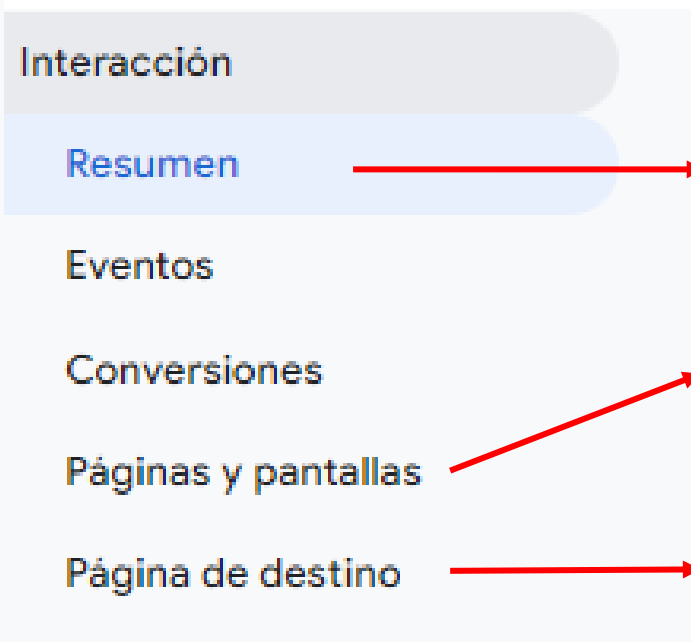 Interacción
Resumen
Eventos
Conversiones
Páginas y pantallas
Página de destino